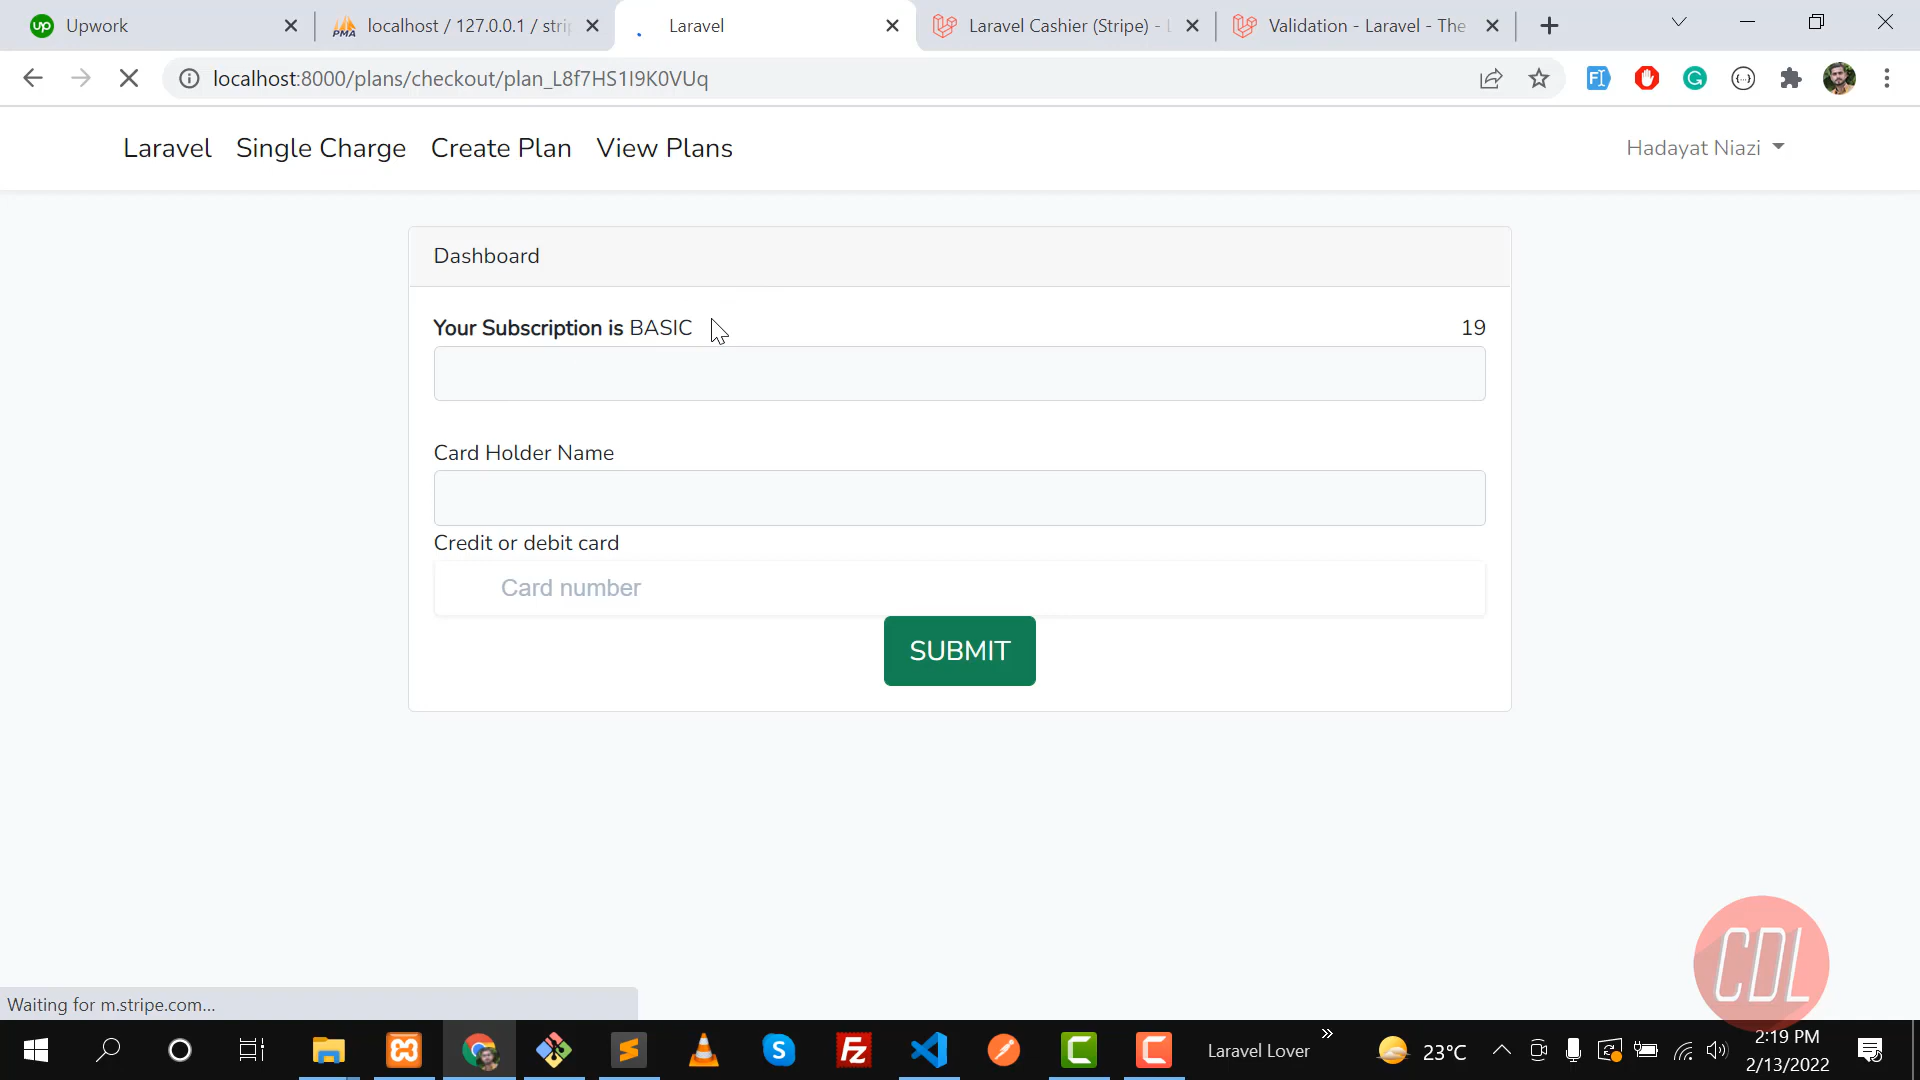 Upwork
localhost / 127.0.0.1 / stri
Laravel
Laravel Cashier (Stripe) - L
Validation - Laravel - The
localhost:8000/plans/checkout/plan_L8f7HS1I9K0VUq
Laravel Single Charge Create Plan View Plans
Hadayat Niazi
Dashboard
Your Subscription is BASIC
19
Card Holder Name
Credit or debit card
Card number
SUBMIT
CDL
Waiting for m.stripe.com...
Laravel Lover
23°C
2:19 PM
2/13/2022